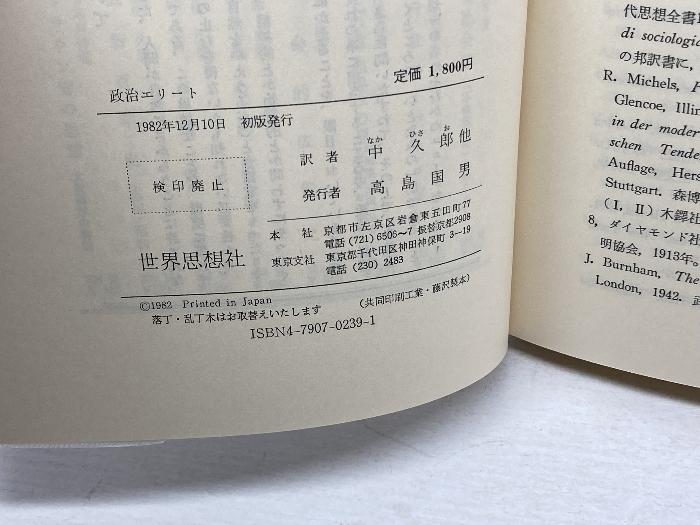 政治エリート
定価 1,800円
1982年12月10日 初版発行
検印廃止
なか ひさ お
訳者 中久郎他
発行者 高島国男
本社 京都市左京区岩倉東五田町77
電話(721)6506〜7 振替京都2908
世界思想社
東京支社 東京都千代田区神田神保町3-19
電話(230)2483
©1982 Printed in Japan
落丁・乱丁本はお取替えいたします
(共同印刷工業・藤沢製本)
ISBN4-7907-0239-1
代思想全書
di sociologia
の邦訳書に,
R. Michels,
Glencoe, Illin
in der moder
schen Tende
Auflage, Hers
Stuttgart. 森博
(I, II) 木鐸社
8, ダイヤモンド社
明協会, 1913年。
J. Burnham, The
London, 1942.